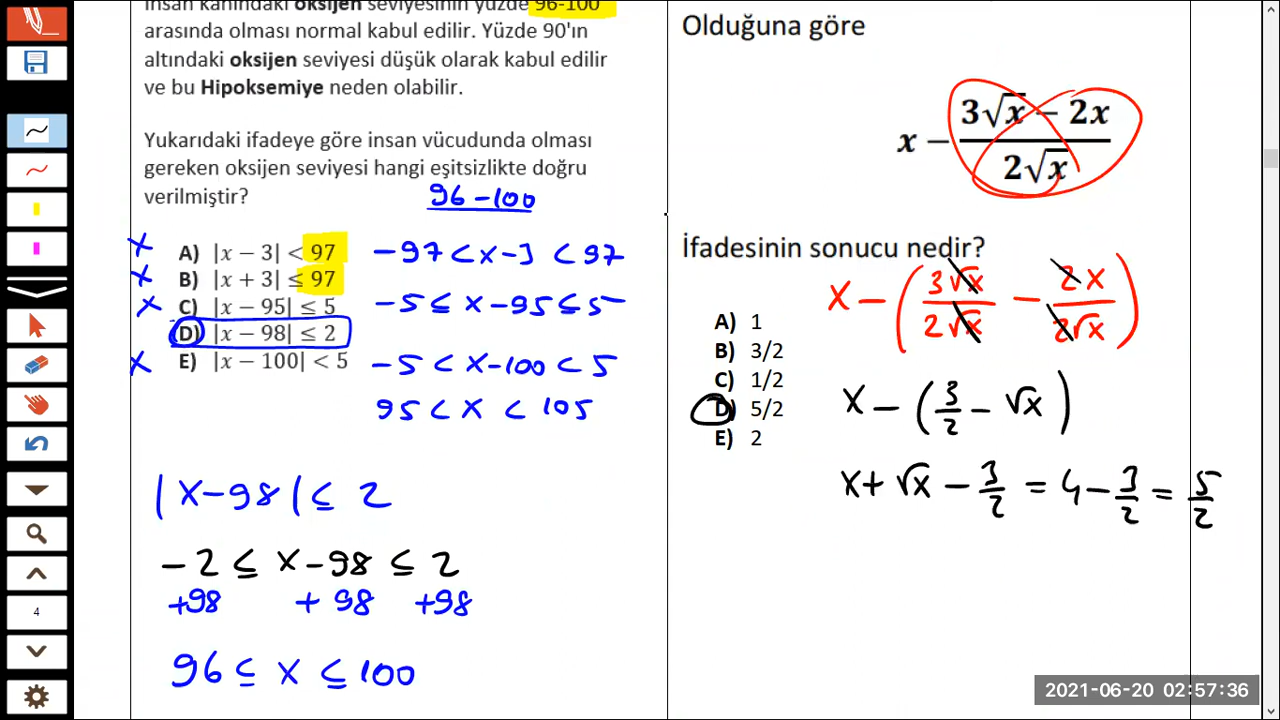 İnsan kanındaki oksijen seviyesinin yüzde 96-100
arasında olması normal kabul edilir. Yüzde 90'ın
altındaki oksijen seviyesi düşük olarak kabul edilir
ve bu Hipoksemiye neden olabilir.
Yukarıdaki ifadeye göre insan vücudunda olması
gereken oksijen seviyesi hangi eşitsizlikte doğru
verilmiştir?
96-100
x A) |x − 3| < 97 -97 < x-3 < 97
x B) |x + 3| ≤ 97
x C) |x − 95| ≤ 5 -5 ≤ x-95 ≤ 5
D) |x − 98| ≤ 2
x E) |x − 100| < 5 -5 < x-100 < 5
95 < x < 105
|x-98| ≤ 2
-2 ≤ x-98 ≤ 2
+98 +98 +98
96 ≤ x ≤ 100
Olduğuna göre
x − (3√x − 2x)/(2√x)
İfadesinin sonucu nedir?
x − (3√x/2√x − 2x/2√x)
A) 1
B) 3/2
C) 1/2
D) 5/2
E) 2
x − (3/2 − √x)
x + √x − 3/2 = 4 − 3/2 = 5/2
4
2021-06-20 02:57:36